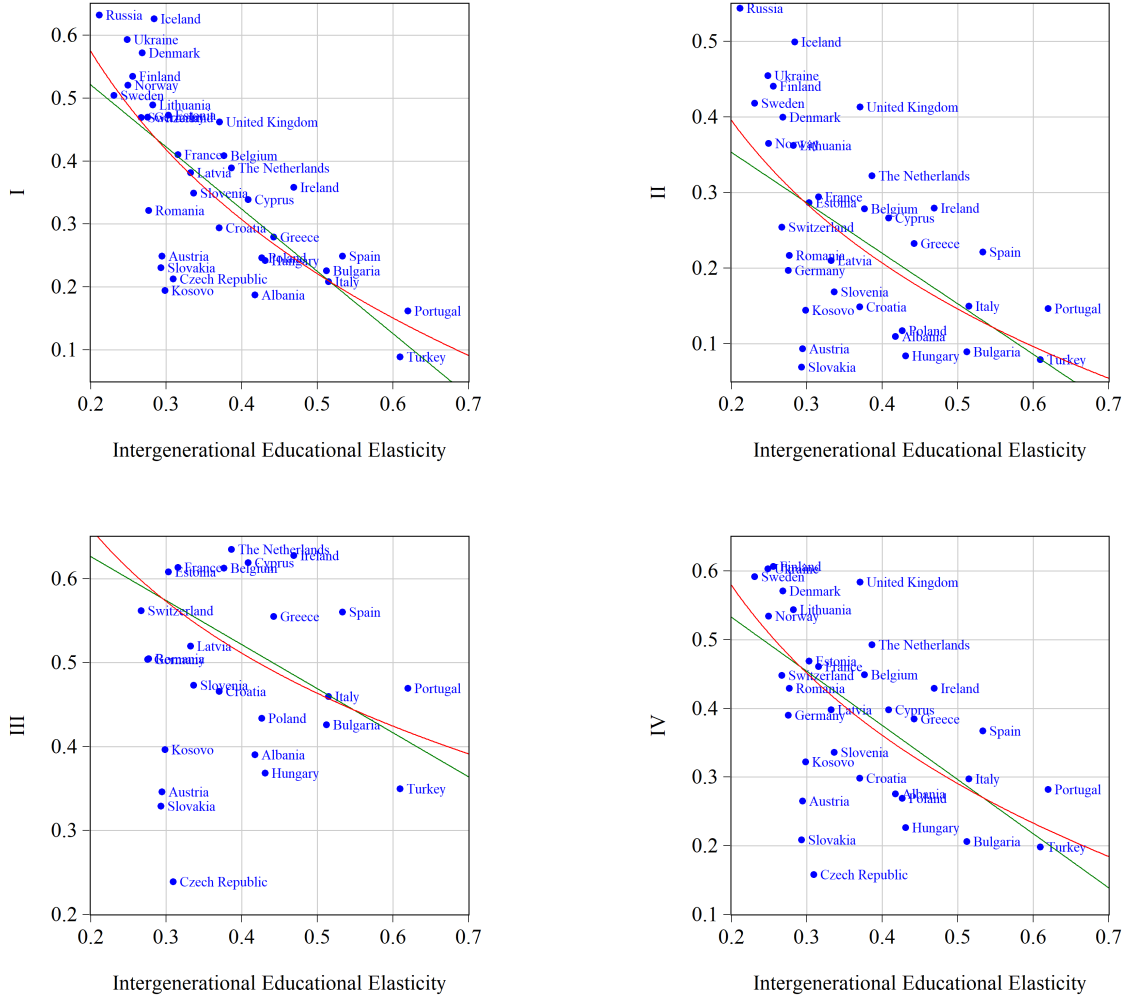 I
0.6
0.5
0.4
0.3
0.2
0.1
Russia
Iceland
Ukraine
Denmark
Finland
Norway
Sweden
Lithuania
Estonia
Switzerland
Germany
United Kingdom
France
Belgium
The Netherlands
Latvia
Ireland
Slovenia
Cyprus
Romania
Croatia
Greece
Austria
Poland
Hungary
Spain
Slovakia
Bulgaria
Czech Republic
Italy
Kosovo
Albania
Portugal
Turkey
0.2 0.3 0.4 0.5 0.6 0.7
Intergenerational Educational Elasticity
II
0.5
0.4
0.3
0.2
0.1
Russia
Iceland
Ukraine
Finland
Sweden
United Kingdom
Denmark
Norway
Lithuania
The Netherlands
France
Estonia
Belgium
Ireland
Cyprus
Switzerland
Greece
Spain
Romania
Latvia
Germany
Slovenia
Kosovo
Croatia
Italy
Portugal
Poland
Albania
Austria
Hungary
Bulgaria
Turkey
Slovakia
0.2 0.3 0.4 0.5 0.6 0.7
Intergenerational Educational Elasticity
III
0.6
0.5
0.4
0.3
0.2
The Netherlands
Ireland
Cyprus
France
Estonia
Belgium
Switzerland
Greece
Spain
Latvia
Romania
Germany
Slovenia
Croatia
Portugal
Italy
Poland
Bulgaria
Kosovo
Albania
Hungary
Austria
Turkey
Slovakia
Czech Republic
0.2 0.3 0.4 0.5 0.6 0.7
Intergenerational Educational Elasticity
IV
0.6
0.5
0.4
0.3
0.2
0.1
Finland
Ukraine
Sweden
United Kingdom
Denmark
Lithuania
Norway
The Netherlands
Estonia
France
Switzerland
Belgium
Romania
Ireland
Germany
Latvia
Cyprus
Greece
Spain
Slovenia
Kosovo
Croatia
Italy
Portugal
Albania
Poland
Austria
Hungary
Slovakia
Bulgaria
Turkey
Czech Republic
0.2 0.3 0.4 0.5 0.6 0.7
Intergenerational Educational Elasticity